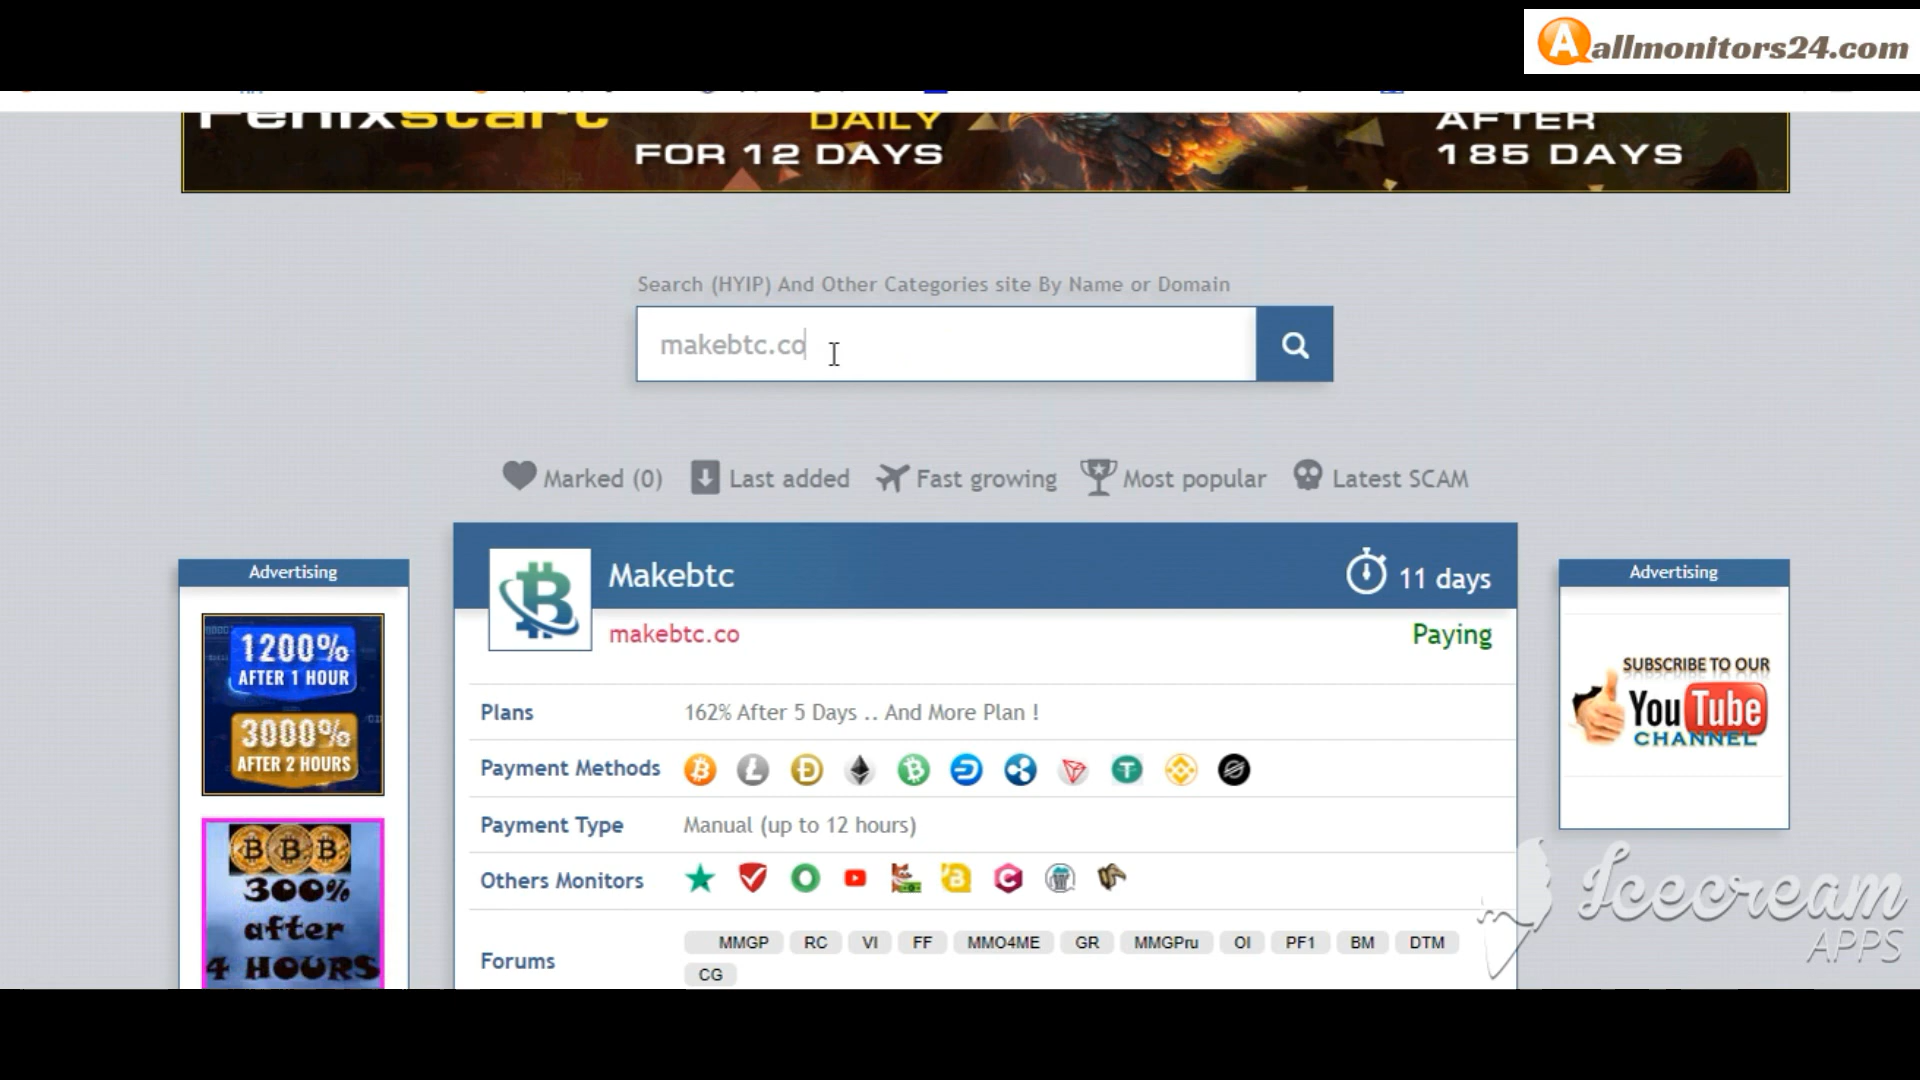 allmonitors24.com
Fenixstart
DAILY
FOR 12 DAYS
AFTER
185 DAYS
Search (HYIP) And Other Categories site By Name or Domain
makebtc.co
Marked (0) Last added Fast growing Most popular Latest SCAM
Advertising
1200%
AFTER 1 HOUR
3000%
AFTER 2 HOURS
300%
after
4 HOURS
Makebtc
11 days
makebtc.co
Paying
Plans 162% After 5 Days .. And More Plan !
Payment Methods
Payment Type Manual (up to 12 hours)
Others Monitors
Forums MMGP RC VI FF MMO4ME GR MMGPru OI PF1 BM DTM
CG
Advertising
SUBSCRIBE TO OUR
YouTube
CHANNEL
Icecream
APPS